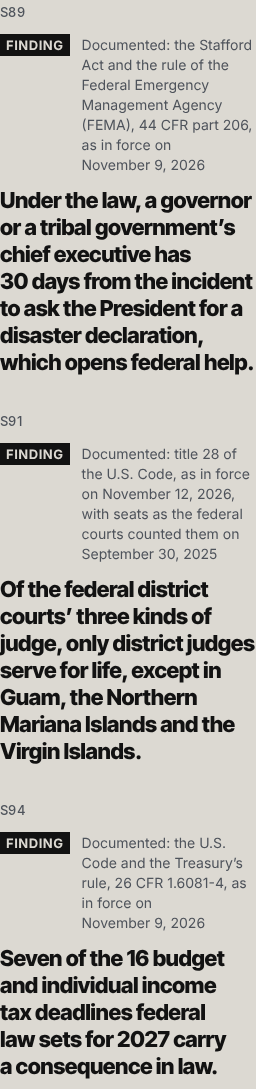 S89
FINDING
Documented: the Stafford
Act and the rule of the
Federal Emergency
Management Agency
(FEMA), 44 CFR part 206,
as in force on
November 9, 2026
Under the law, a governor
or a tribal government’s
chief executive has
30 days from the incident
to ask the President for a
disaster declaration,
which opens federal help.
S91
FINDING
Documented: title 28 of
the U.S. Code, as in force
on November 12, 2026,
with seats as the federal
courts counted them on
September 30, 2025
Of the federal district
courts’ three kinds of
judge, only district judges
serve for life, except in
Guam, the Northern
Mariana Islands and the
Virgin Islands.
S94
FINDING
Documented: the U.S.
Code and the Treasury’s
rule, 26 CFR 1.6081-4, as
in force on
November 9, 2026
Seven of the 16 budget
and individual income
tax deadlines federal
law sets for 2027 carry
a consequence in law.